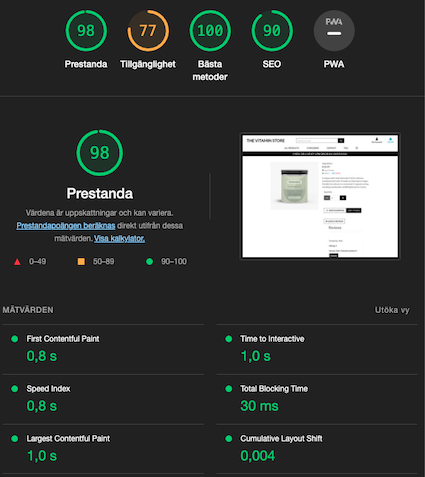 98 77 100 90 PWA
Prestanda Tillgänglighet Bästa metoder SEO PWA
98
Prestanda
Värdena är uppskattningar och kan variera.
Prestandapoängen beräknas direkt utifrån dessa
mätvärden. Visa kalkylator.
0–49 50–89 90–100
THE VITAMIN STORE
Reviews
MÄTVÄRDEN Utöka vy
First Contentful Paint
0,8 s
Time to Interactive
1,0 s
Speed Index
0,8 s
Total Blocking Time
30 ms
Largest Contentful Paint
1,0 s
Cumulative Layout Shift
0,004